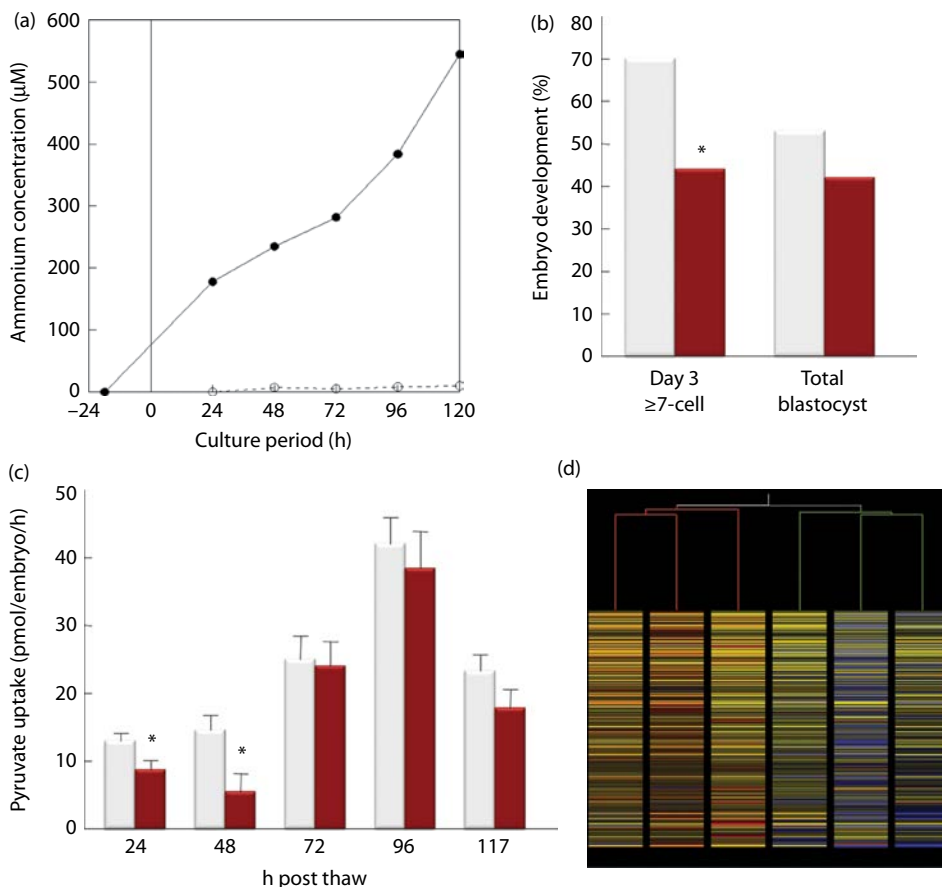 (a)
600
500
400
300
200
100
0
Ammonium concentration (μM)
–24 0 24 48 72 96 120
Culture period (h)
(b)
70
60
50
40
30
20
10
0
Embryo development (%)
*
Day 3 Total
≥7-cell blastocyst
(c)
50
40
30
20
10
0
Pyruvate uptake (pmol/embryo/h)
* *
24 48 72 96 117
h post thaw
(d)